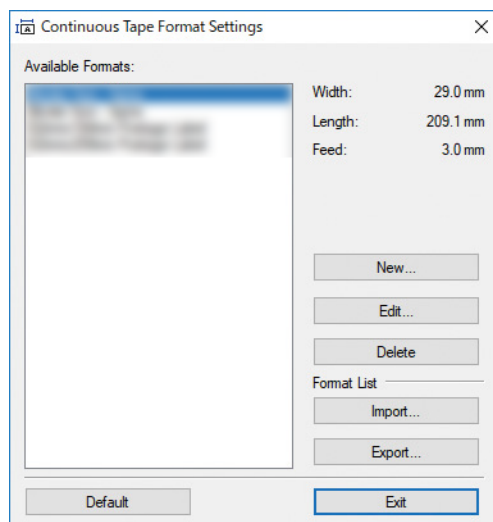 Continuous Tape Format Settings
Available Formats:
Width: 29.0 mm
Length: 209.1 mm
Feed: 3.0 mm
New...
Edit...
Delete
Format List
Import...
Export...
Default
Exit